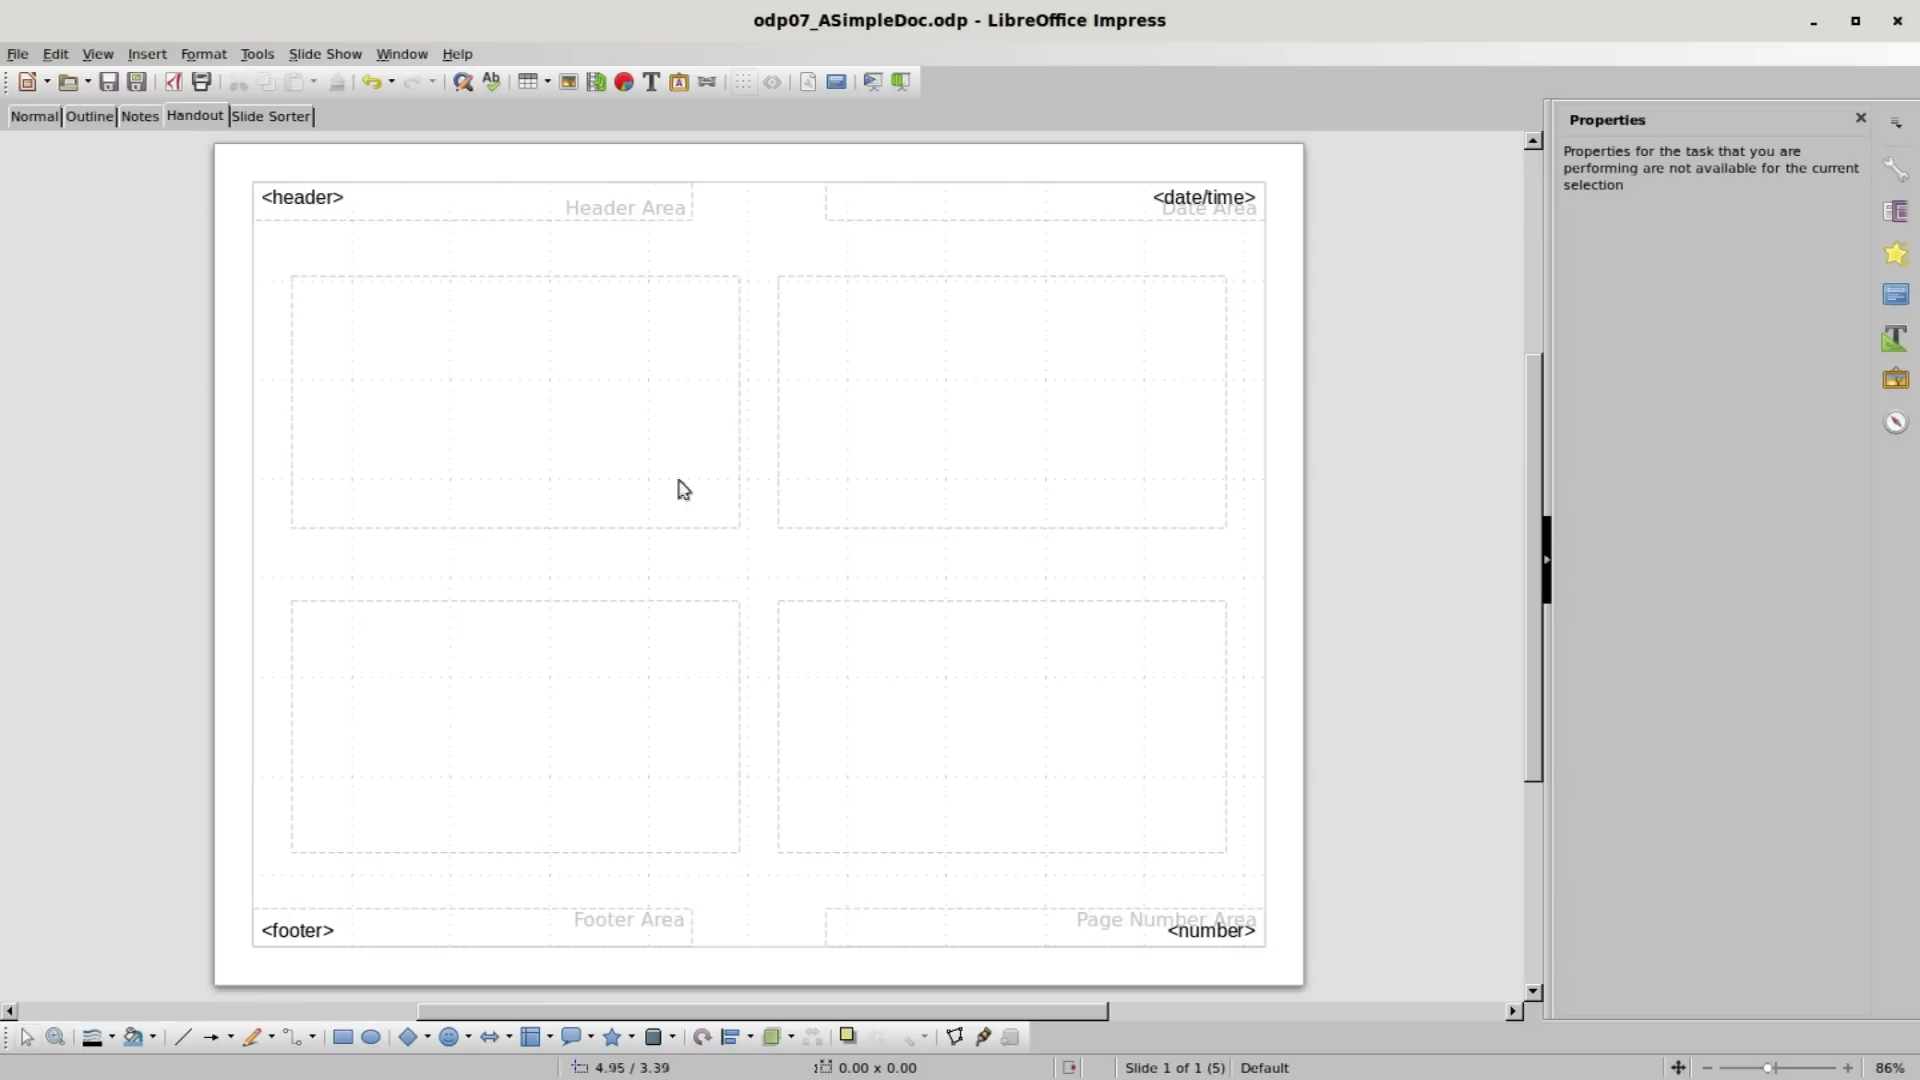 odp07_ASimpleDoc.odp - LibreOffice Impress
File Edit View Insert Format Tools Slide Show Window Help
Normal Outline Notes Handout Slide Sorter
Properties
Properties for the task that you are
performing are not available for the current
selection
<header>
Header Area
<date/time>
Date Area
Footer Area
<footer>
Page Number Area
<number>
4.95 / 3.39 0.00 x 0.00 Slide 1 of 1 (5) Default 86%